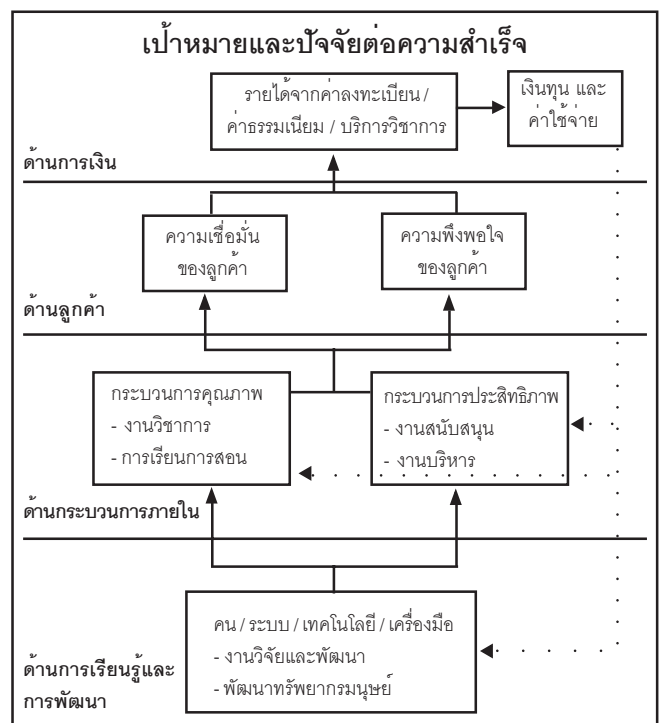 เป้าหมายและปัจจัยต่อความสำเร็จ
รายได้จากค่าลงทะเบียน /
ค่าธรรมเนียม / บริการวิชาการ
เงินทุน และ
ค่าใช้จ่าย
ด้านการเงิน
ความเชื่อมั่น
ของลูกค้า
ความพึงพอใจ
ของลูกค้า
ด้านลูกค้า
กระบวนการคุณภาพ
- งานวิชาการ
- การเรียนการสอน
กระบวนการประสิทธิภาพ
- งานสนับสนุน
- งานบริหาร
ด้านกระบวนการภายใน
คน / ระบบ / เทคโนโลยี / เครื่องมือ
- งานวิจัยและพัฒนา
- พัฒนาทรัพยากรมนุษย์
ด้านการเรียนรู้และ
การพัฒนา